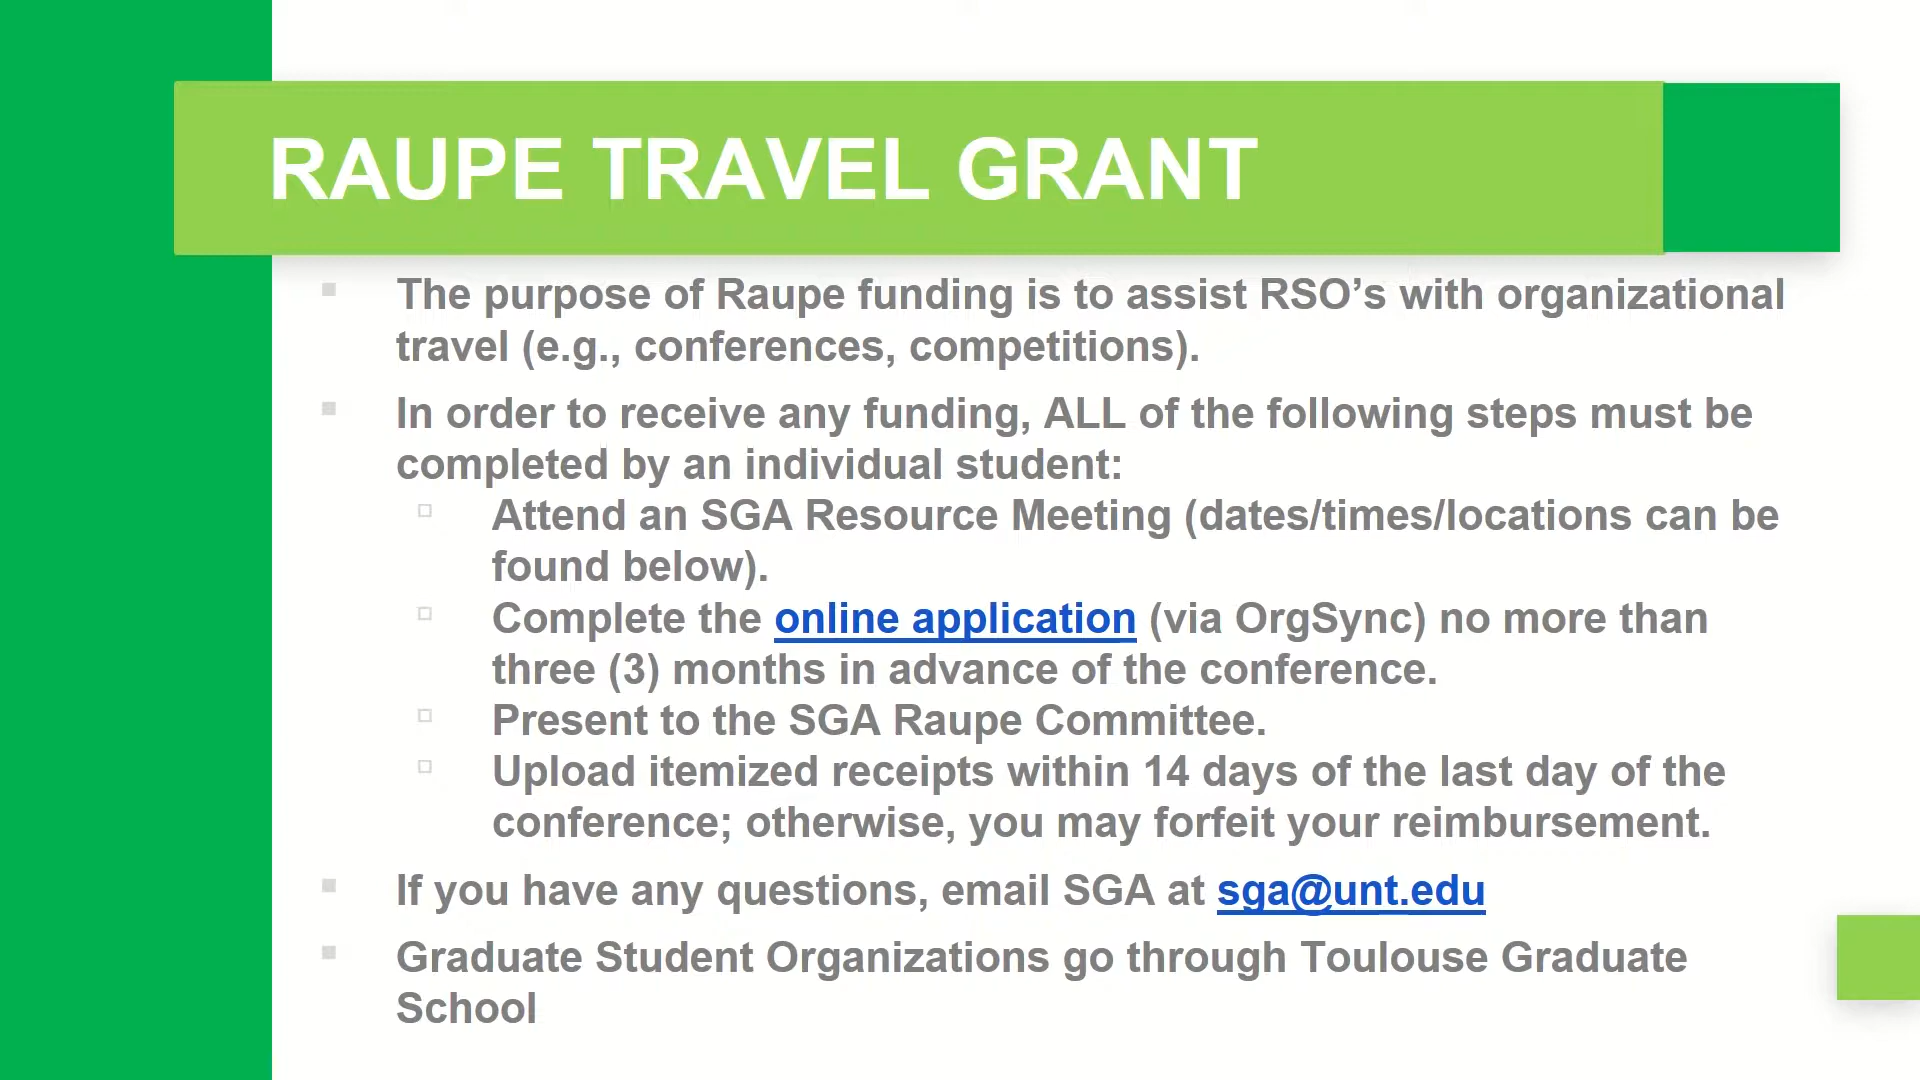 RAUPE TRAVEL GRANT
The purpose of Raupe funding is to assist RSO’s with organizational
travel (e.g., conferences, competitions).
In order to receive any funding, ALL of the following steps must be
completed by an individual student:
Attend an SGA Resource Meeting (dates/times/locations can be
found below).
Complete the online application (via OrgSync) no more than
three (3) months in advance of the conference.
Present to the SGA Raupe Committee.
Upload itemized receipts within 14 days of the last day of the
conference; otherwise, you may forfeit your reimbursement.
If you have any questions, email SGA at sga@unt.edu
Graduate Student Organizations go through Toulouse Graduate
School